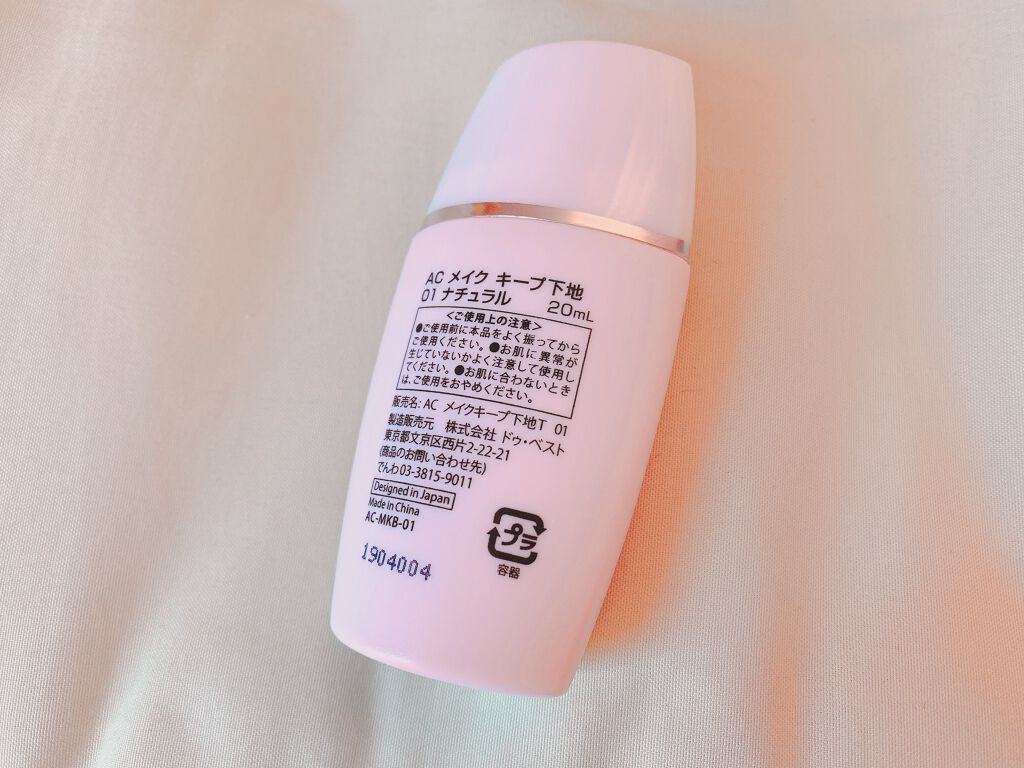 AC メイク キープ下地
01 ナチュラル 20mL
<ご使用上の注意>
●ご使用前に本品をよく振ってから
ご使用ください。●お肌に異常が
生じていないかよく注意して使用し
てください。●お肌に合わないとき
は、ご使用をおやめください。
販売名: AC メイクキープ下地T 01
製造販売元 株式会社 ドゥ・ベスト
東京都文京区西片2-22-21
(商品のお問い合わせ先)
でんわ 03-3815-9011
Designed in Japan
Made in China
AC-MKB-01
1904004
プラ
容器